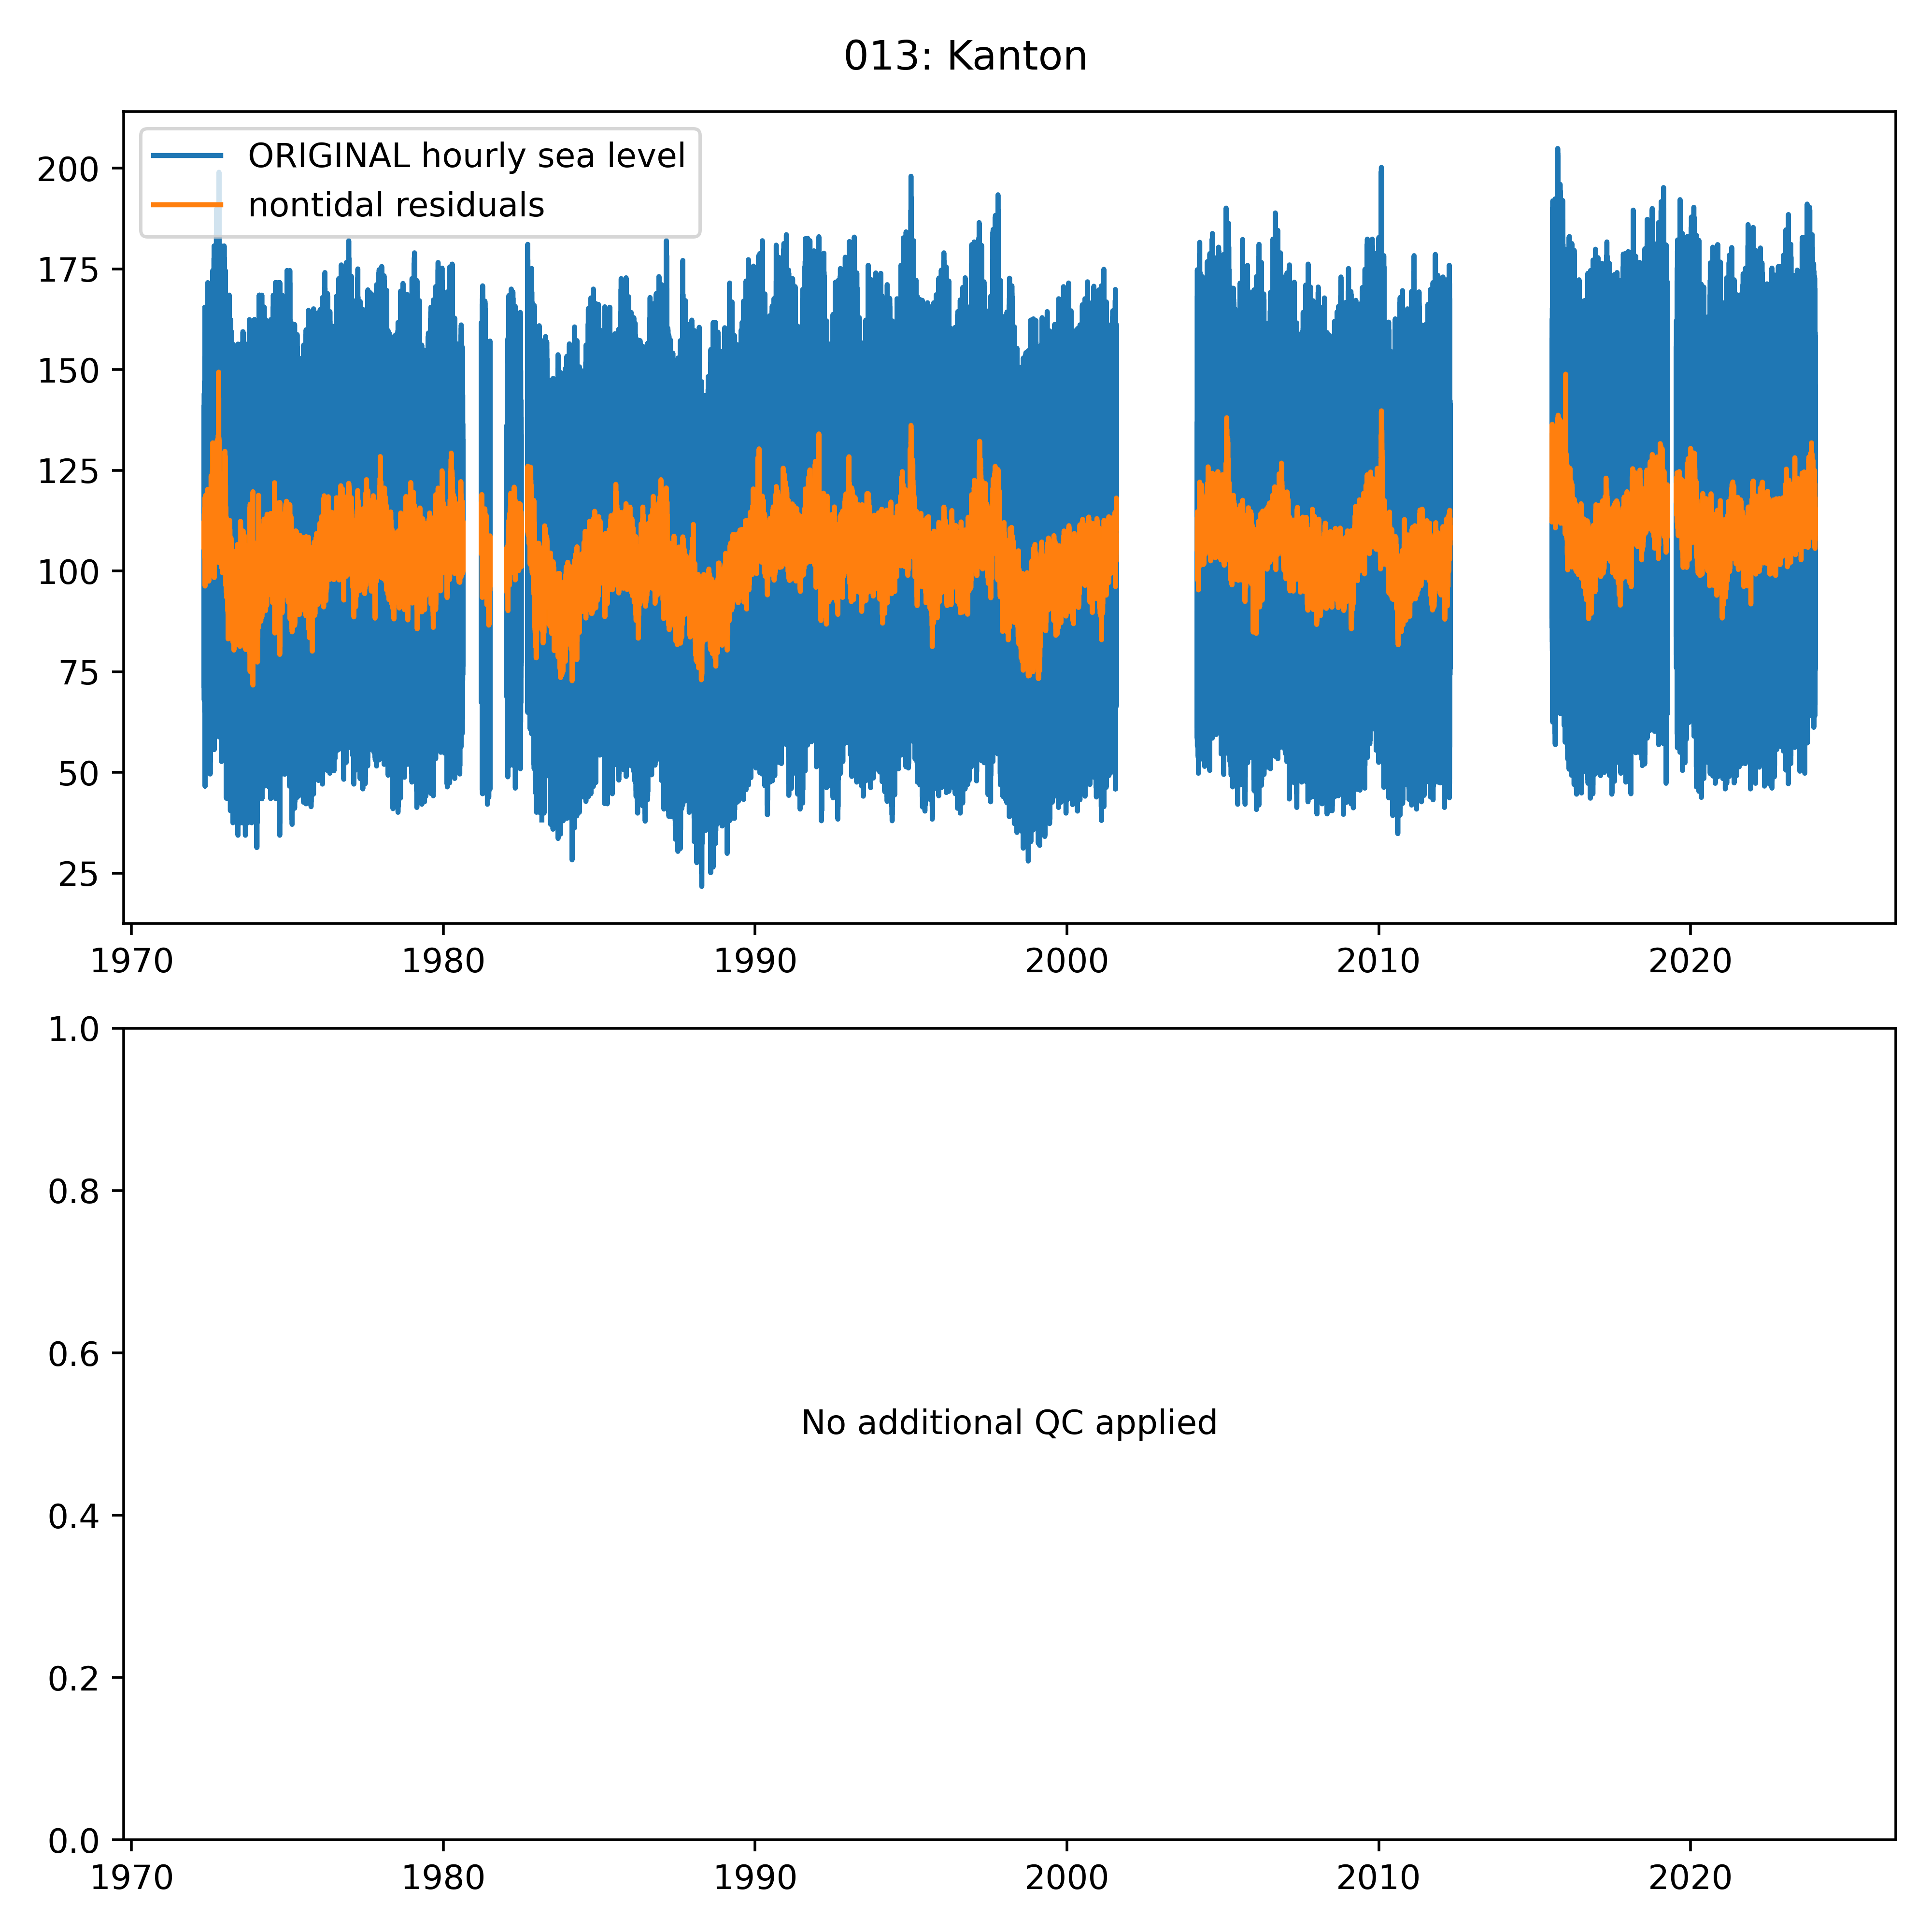 013: Kanton
ORIGINAL hourly sea level
nontidal residuals
200
175
150
125
100
75
50
25
1970 1980 1990 2000 2010 2020
1.0
0.8
0.6
0.4
0.2
0.0
No additional QC applied
1970 1980 1990 2000 2010 2020